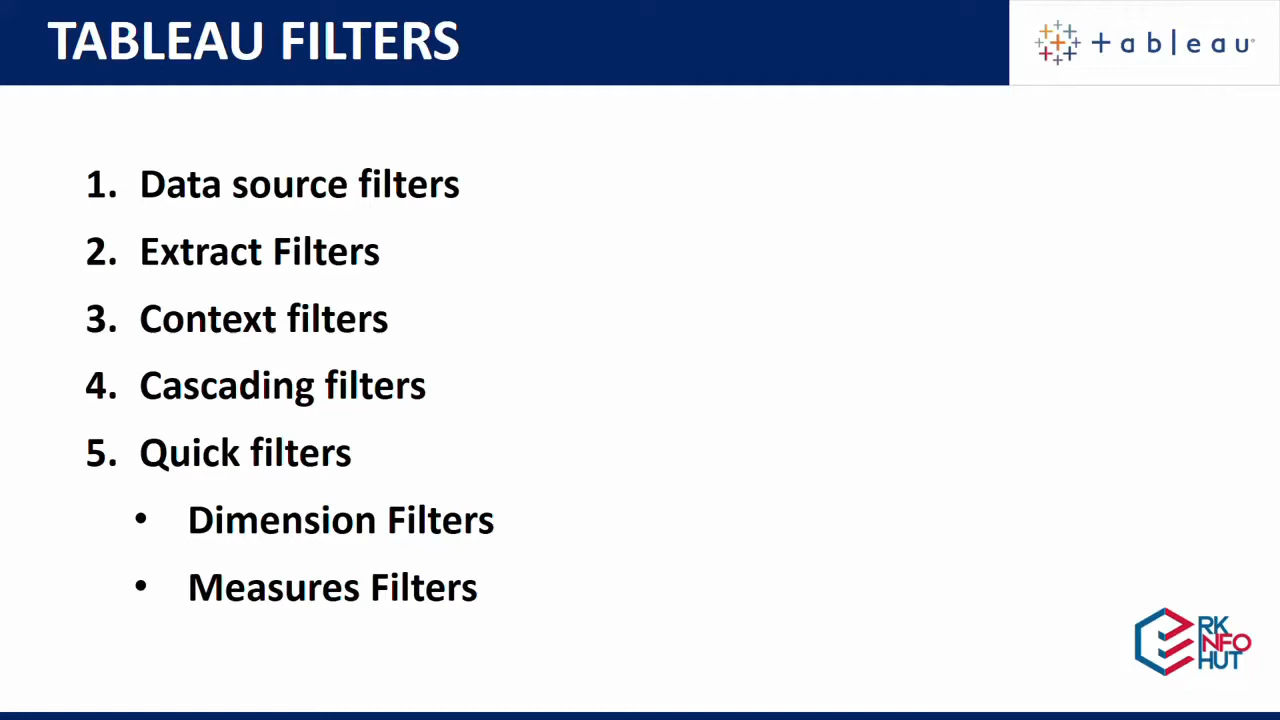 TABLEAU FILTERS
+ableau
1. Data source filters
2. Extract Filters
3. Context filters
4. Cascading filters
5. Quick filters
• Dimension Filters
• Measures Filters
RK
INFO
HUT